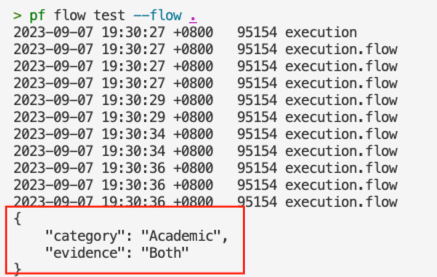 > pf flow test --flow .
2023-09-07 19:30:27 +0800   95154 execution
2023-09-07 19:30:27 +0800   95154 execution.flow
2023-09-07 19:30:27 +0800   95154 execution.flow
2023-09-07 19:30:27 +0800   95154 execution.flow
2023-09-07 19:30:29 +0800   95154 execution.flow
2023-09-07 19:30:29 +0800   95154 execution.flow
2023-09-07 19:30:34 +0800   95154 execution.flow
2023-09-07 19:30:34 +0800   95154 execution.flow
2023-09-07 19:30:36 +0800   95154 execution.flow
2023-09-07 19:30:36 +0800   95154 execution.flow
2023-09-07 19:30:36 +0800   95154 execution.flow
{
    "category": "Academic",
    "evidence": "Both"
}